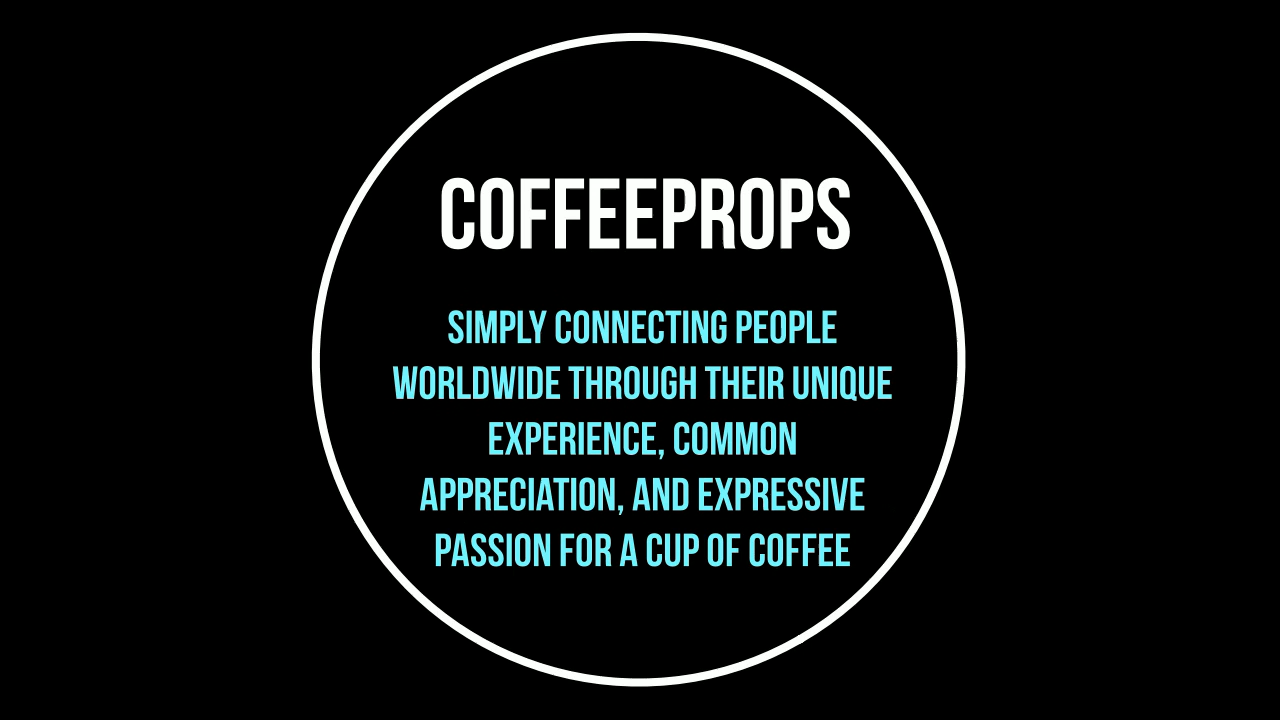 COFFEEPROPS
SIMPLY CONNECTING PEOPLE
WORLDWIDE THROUGH THEIR UNIQUE
EXPERIENCE, COMMON
APPRECIATION, AND EXPRESSIVE
PASSION FOR A CUP OF COFFEE